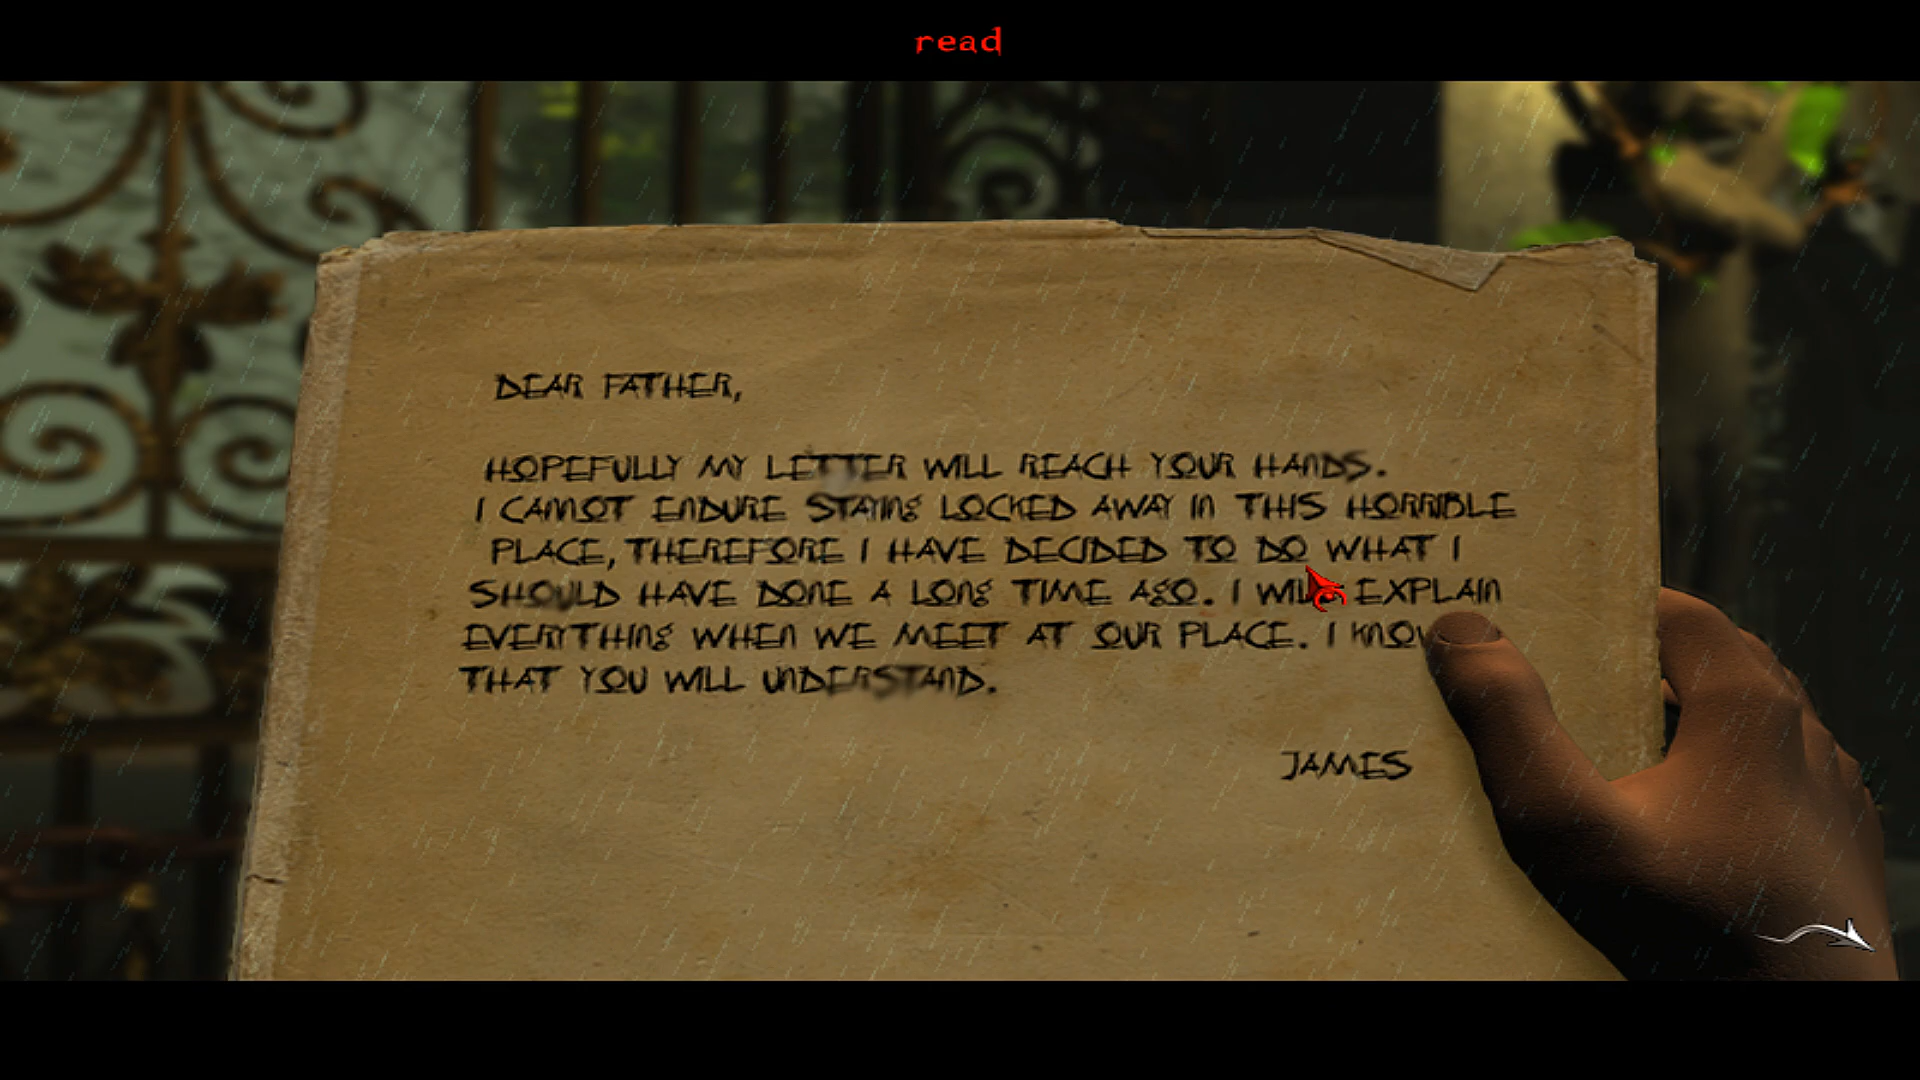 read
DEAR FATHER,
HOPEFULLY MY LETTER WILL REACH YOUR HANDS.
I CANNOT ENDURE STAYING LOCKED AWAY IN THIS HORRIBLE
PLACE, THEREFORE I HAVE DECIDED TO DO WHAT I
SHOULD HAVE DONE A LONG TIME AGO. I WILL EXPLAIN
EVERYTHING WHEN WE MEET AT OUR PLACE. I KNOW
THAT YOU WILL UNDERSTAND.
JAMES